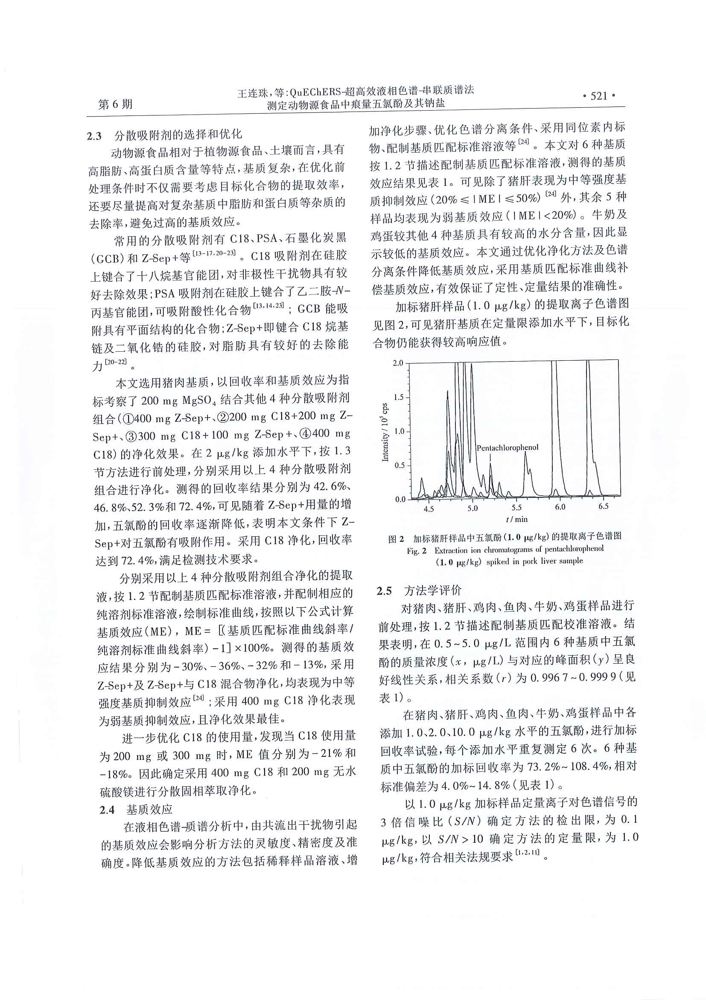 第 6 期
王连珠,等:QuEChERS-超高效液相色谱-串联质谱法
测定动物源食品中痕量五氯酚及其钠盐
• 521 •
2.3 分散吸附剂的选择和优化
动物源食品相对于植物源食品、土壤而言,具有
高脂肪、高蛋白质含量等特点,基质复杂,在优化前
处理条件时不仅需要考虑目标化合物的提取效率,
还要尽量提高对复杂基质中脂肪和蛋白质等杂质的
去除率,避免过高的基质效应。
常用的分散吸附剂有 C18、PSA、石墨化炭黑
(GCB)和 Z-Sep+等[13-17,20-23]。C18 吸附剂在硅胶
上键合了十八烷基官能团,对非极性干扰物具有较
好去除效果;PSA 吸附剂在硅胶上键合了乙二胺-N-
丙基官能团,可吸附酸性化合物[13,14,23]; GCB 能吸
附具有平面结构的化合物;Z-Sep+即键合 C18 烷基
链及二氧化锆的硅胶,对脂肪具有较好的去除能
力[20-22]。
本文选用猪肉基质,以回收率和基质效应为指
标考察了 200 mg MgSO₄ 结合其他 4 种分散吸附剂
组合(①400 mg Z-Sep+、②200 mg C18+200 mg Z-
Sep+、③300 mg C18+100 mg Z-Sep+、④400 mg
C18)的净化效果。在 2 μg/kg 添加水平下,按 1.3
节方法进行前处理,分别采用以上 4 种分散吸附剂
组合进行净化。测得的回收率结果分别为 42.6%、
46.8%、52.3%和 72.4%,可见随着 Z-Sep+用量的增
加,五氯酚的回收率逐渐降低,表明本文条件下 Z-
Sep+对五氯酚有吸附作用。采用 C18 净化,回收率
达到 72.4%,满足检测技术要求。
分别采用以上 4 种分散吸附剂组合净化的提取
液,按 1.2 节配制基质匹配标准溶液,并配制相应的
纯溶剂标准溶液,绘制标准曲线,按照以下公式计算
基质效应(ME), ME= [(基质匹配标准曲线斜率/
纯溶剂标准曲线斜率)-1]×100%。测得的基质效
应结果分别为-30%、-36%、-32%和-13%,采用
Z-Sep+及 Z-Sep+与 C18 混合物净化,均表现为中等
强度基质抑制效应[24];采用 400 mg C18 净化表现
为弱基质抑制效应,且净化效果最佳。
进一步优化 C18 的使用量,发现当 C18 使用量
为 200 mg 或 300 mg 时,ME 值分别为-21%和
-18%。因此确定采用 400 mg C18 和 200 mg 无水
硫酸镁进行分散固相萃取净化。
2.4 基质效应
在液相色谱-质谱分析中,由共流出干扰物引起
的基质效应会影响分析方法的灵敏度、精密度及准
确度。降低基质效应的方法包括稀释样品溶液、增
加净化步骤、优化色谱分离条件、采用同位素内标
物、配制基质匹配标准溶液等[24]。本文对 6 种基质
按 1.2 节描述配制基质匹配标准溶液,测得的基质
效应结果见表 1。可见除了猪肝表现为中等强度基
质抑制效应(20%≤|ME|≤50%)[24]外,其余 5 种
样品均表现为弱基质效应(|ME|<20%)。牛奶及
鸡蛋较其他 4 种基质具有较高的水分含量,因此显
示较低的基质效应。本文通过优化净化方法及色谱
分离条件降低基质效应,采用基质匹配标准曲线补
偿基质效应,有效保证了定性、定量结果的准确性。
加标猪肝样品(1.0 μg/kg)的提取离子色谱图
见图 2,可见猪肝基质在定量限添加水平下,目标化
合物仍能获得较高响应值。
2.0
1.5
1.0
0.5
0.0
Intensity / 10⁵ cps
Pentachlorophenol
4.5 5.0 5.5 6.0 6.5
t / min
图 2 加标猪肝样品中五氯酚(1.0 μg/kg)的提取离子色谱图
Fig. 2 Extraction ion chromatograms of pentachlorophenol
(1.0 μg/kg) spiked in pork liver sample
2.5 方法学评价
对猪肉、猪肝、鸡肉、鱼肉、牛奶、鸡蛋样品进行
前处理,按 1.2 节描述配制基质匹配校准溶液。结
果表明,在 0.5~5.0 μg/L 范围内 6 种基质中五氯
酚的质量浓度(x, μg/L)与对应的峰面积(y)呈良
好线性关系,相关系数(r)为 0.996 7~0.999 9(见
表 1)。
在猪肉、猪肝、鸡肉、鱼肉、牛奶、鸡蛋样品中各
添加 1.0、2.0、10.0 μg/kg 水平的五氯酚,进行加标
回收率试验,每个添加水平重复测定 6 次。6 种基
质中五氯酚的加标回收率为 73.2%~108.4%,相对
标准偏差为 4.0%~14.8%(见表 1)。
以 1.0 μg/kg 加标样品定量离子对色谱信号的
3 倍信噪比(S/N)确定方法的检出限,为 0.1
μg/kg,以 S/N>10 确定方法的定量限,为 1.0
μg/kg,符合相关法规要求[1,2,11]。